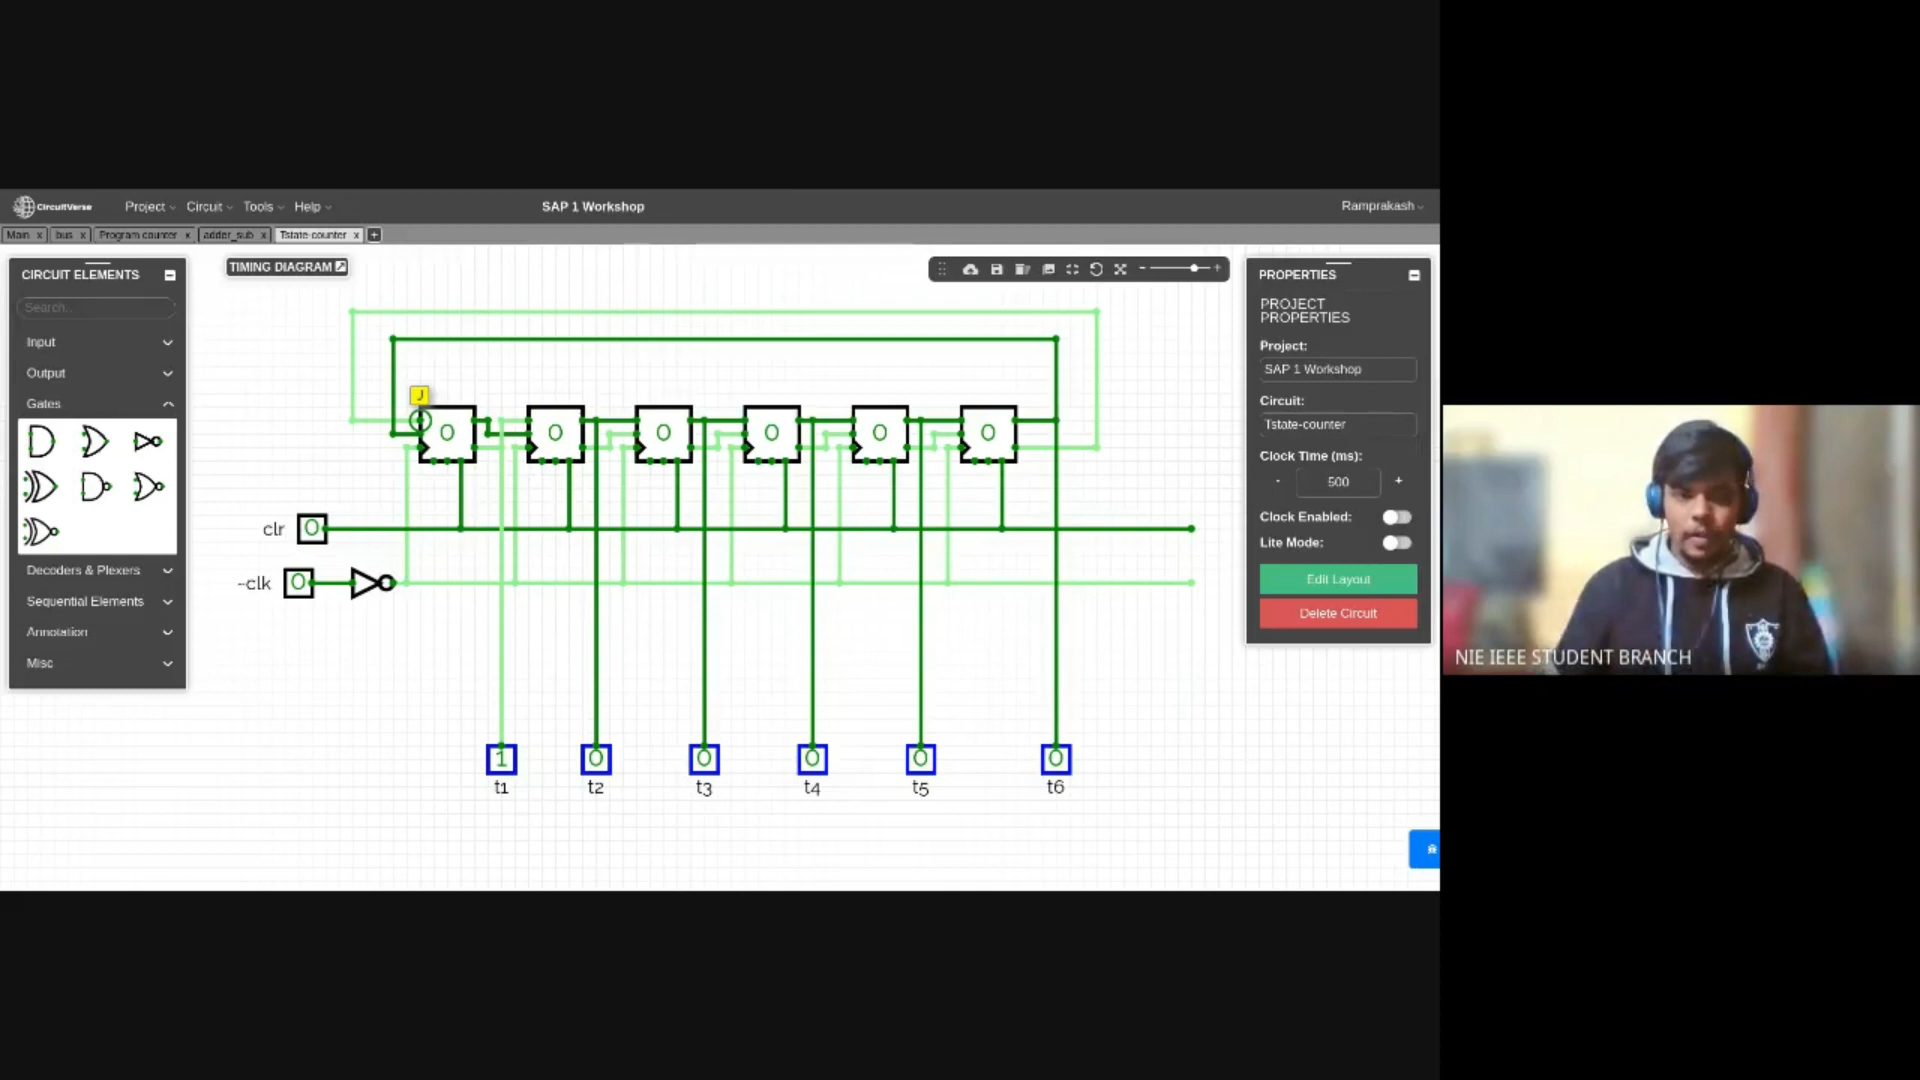 CircuitVerse Project Circuit Tools Help SAP 1 Workshop Ramprakash
Main x bus x Program counter x adder_sub x Tstate-counter x +
CIRCUIT ELEMENTS
Search..
Input
Output
Gates
Decoders & Plexers
Sequential Elements
Annotation
Misc
TIMING DIAGRAM
J
0 0 0 0 0 0
clr 0
~clk 0
1 0 0 0 0 0
t1 t2 t3 t4 t5 t6
PROPERTIES
PROJECT
PROPERTIES
Project:
SAP 1 Workshop
Circuit:
Tstate-counter
Clock Time (ms):
- 500 +
Clock Enabled:
Lite Mode:
Edit Layout
Delete Circuit
NIE IEEE STUDENT BRANCH